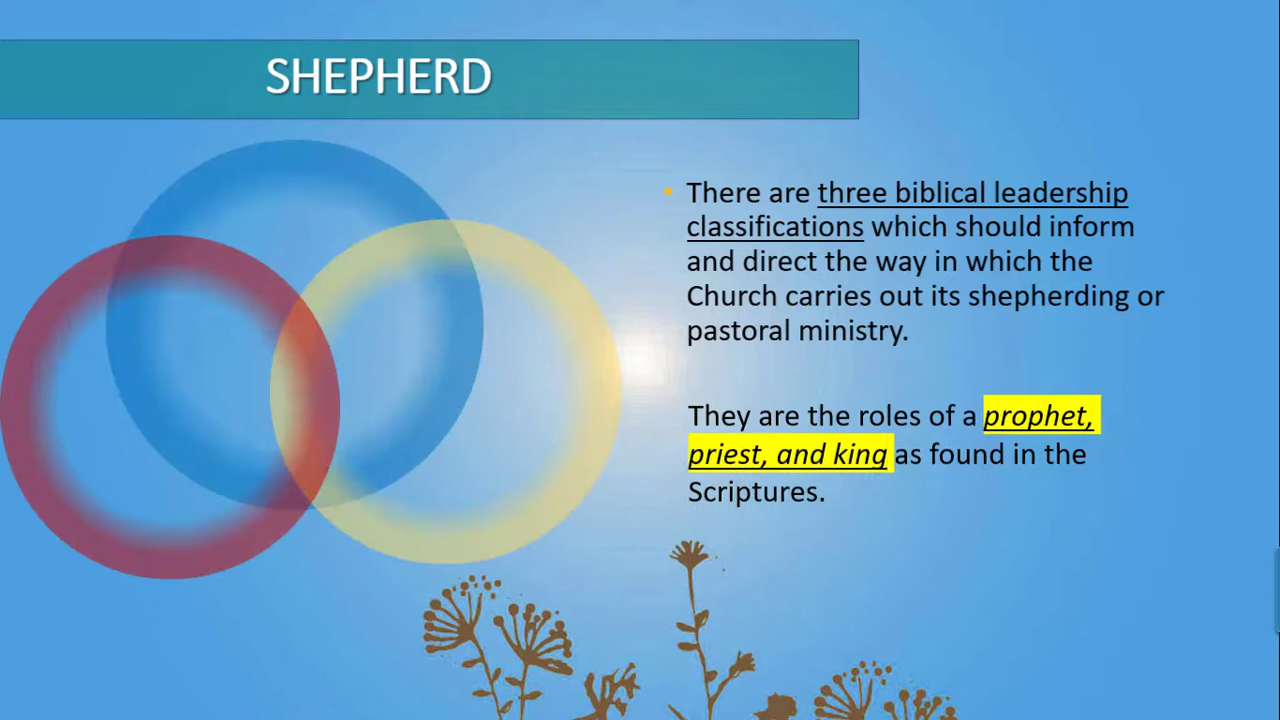 SHEPHERD
• There are three biblical leadership
classifications which should inform
and direct the way in which the
Church carries out its shepherding or
pastoral ministry.
They are the roles of a prophet,
priest, and king as found in the
Scriptures.